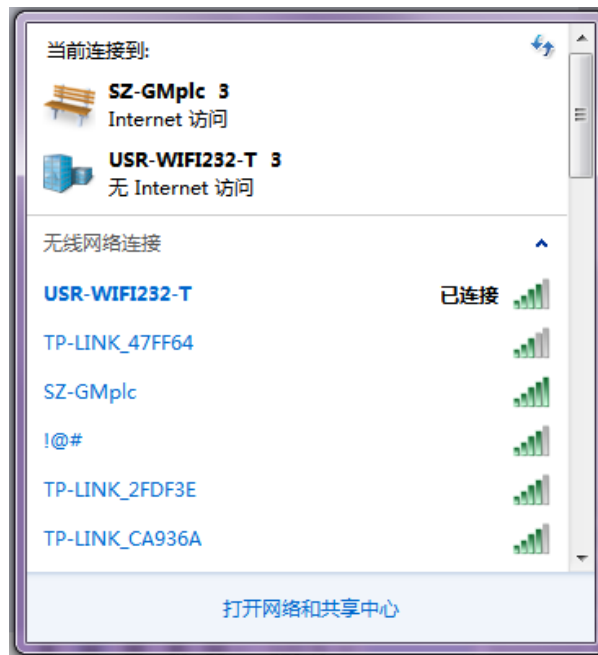 当前连接到:
SZ-GMplc 3
Internet 访问
USR-WIFI232-T 3
无 Internet 访问
无线网络连接
USR-WIFI232-T 已连接
TP-LINK_47FF64
SZ-GMplc
!@#
TP-LINK_2FDF3E
TP-LINK_CA936A
打开网络和共享中心